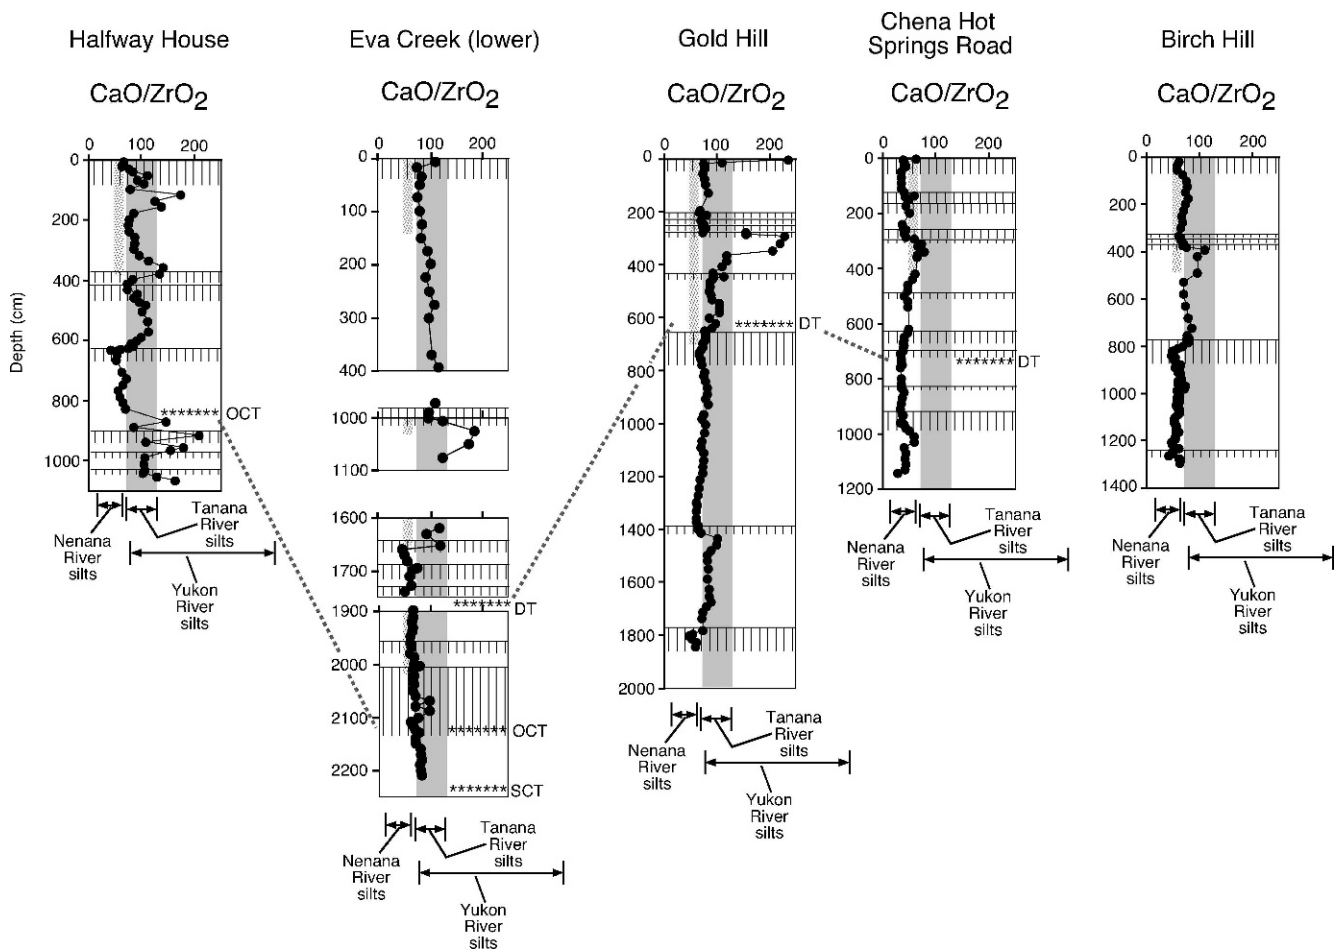 Halfway House
CaO/ZrO2
0 100 200
0
200
400
600
800
1000
Depth (cm)
*******OCT
Nenana
River
silts
Tanana
River
silts
Yukon
River
silts
Eva Creek (lower)
CaO/ZrO2
0 100 200
0
100
200
300
400
1000
1100
1600
1700
1900
2000
2100
2200
*******DT
*******OCT
*******SCT
Nenana
River
silts
Tanana
River
silts
Yukon
River
silts
Gold Hill
CaO/ZrO2
0 100 200
0
200
400
600
800
1000
1200
1400
1600
1800
2000
*******DT
Nenana
River
silts
Tanana
River
silts
Yukon
River
silts
Chena Hot
Springs Road
CaO/ZrO2
0 100 200
0
200
400
600
800
1000
1200
*******DT
Nenana
River
silts
Tanana
River
silts
Yukon
River
silts
Birch Hill
CaO/ZrO2
0 100 200
0
200
400
600
800
1000
1200
1400
Nenana
River
silts
Tanana
River
silts
Yukon
River
silts